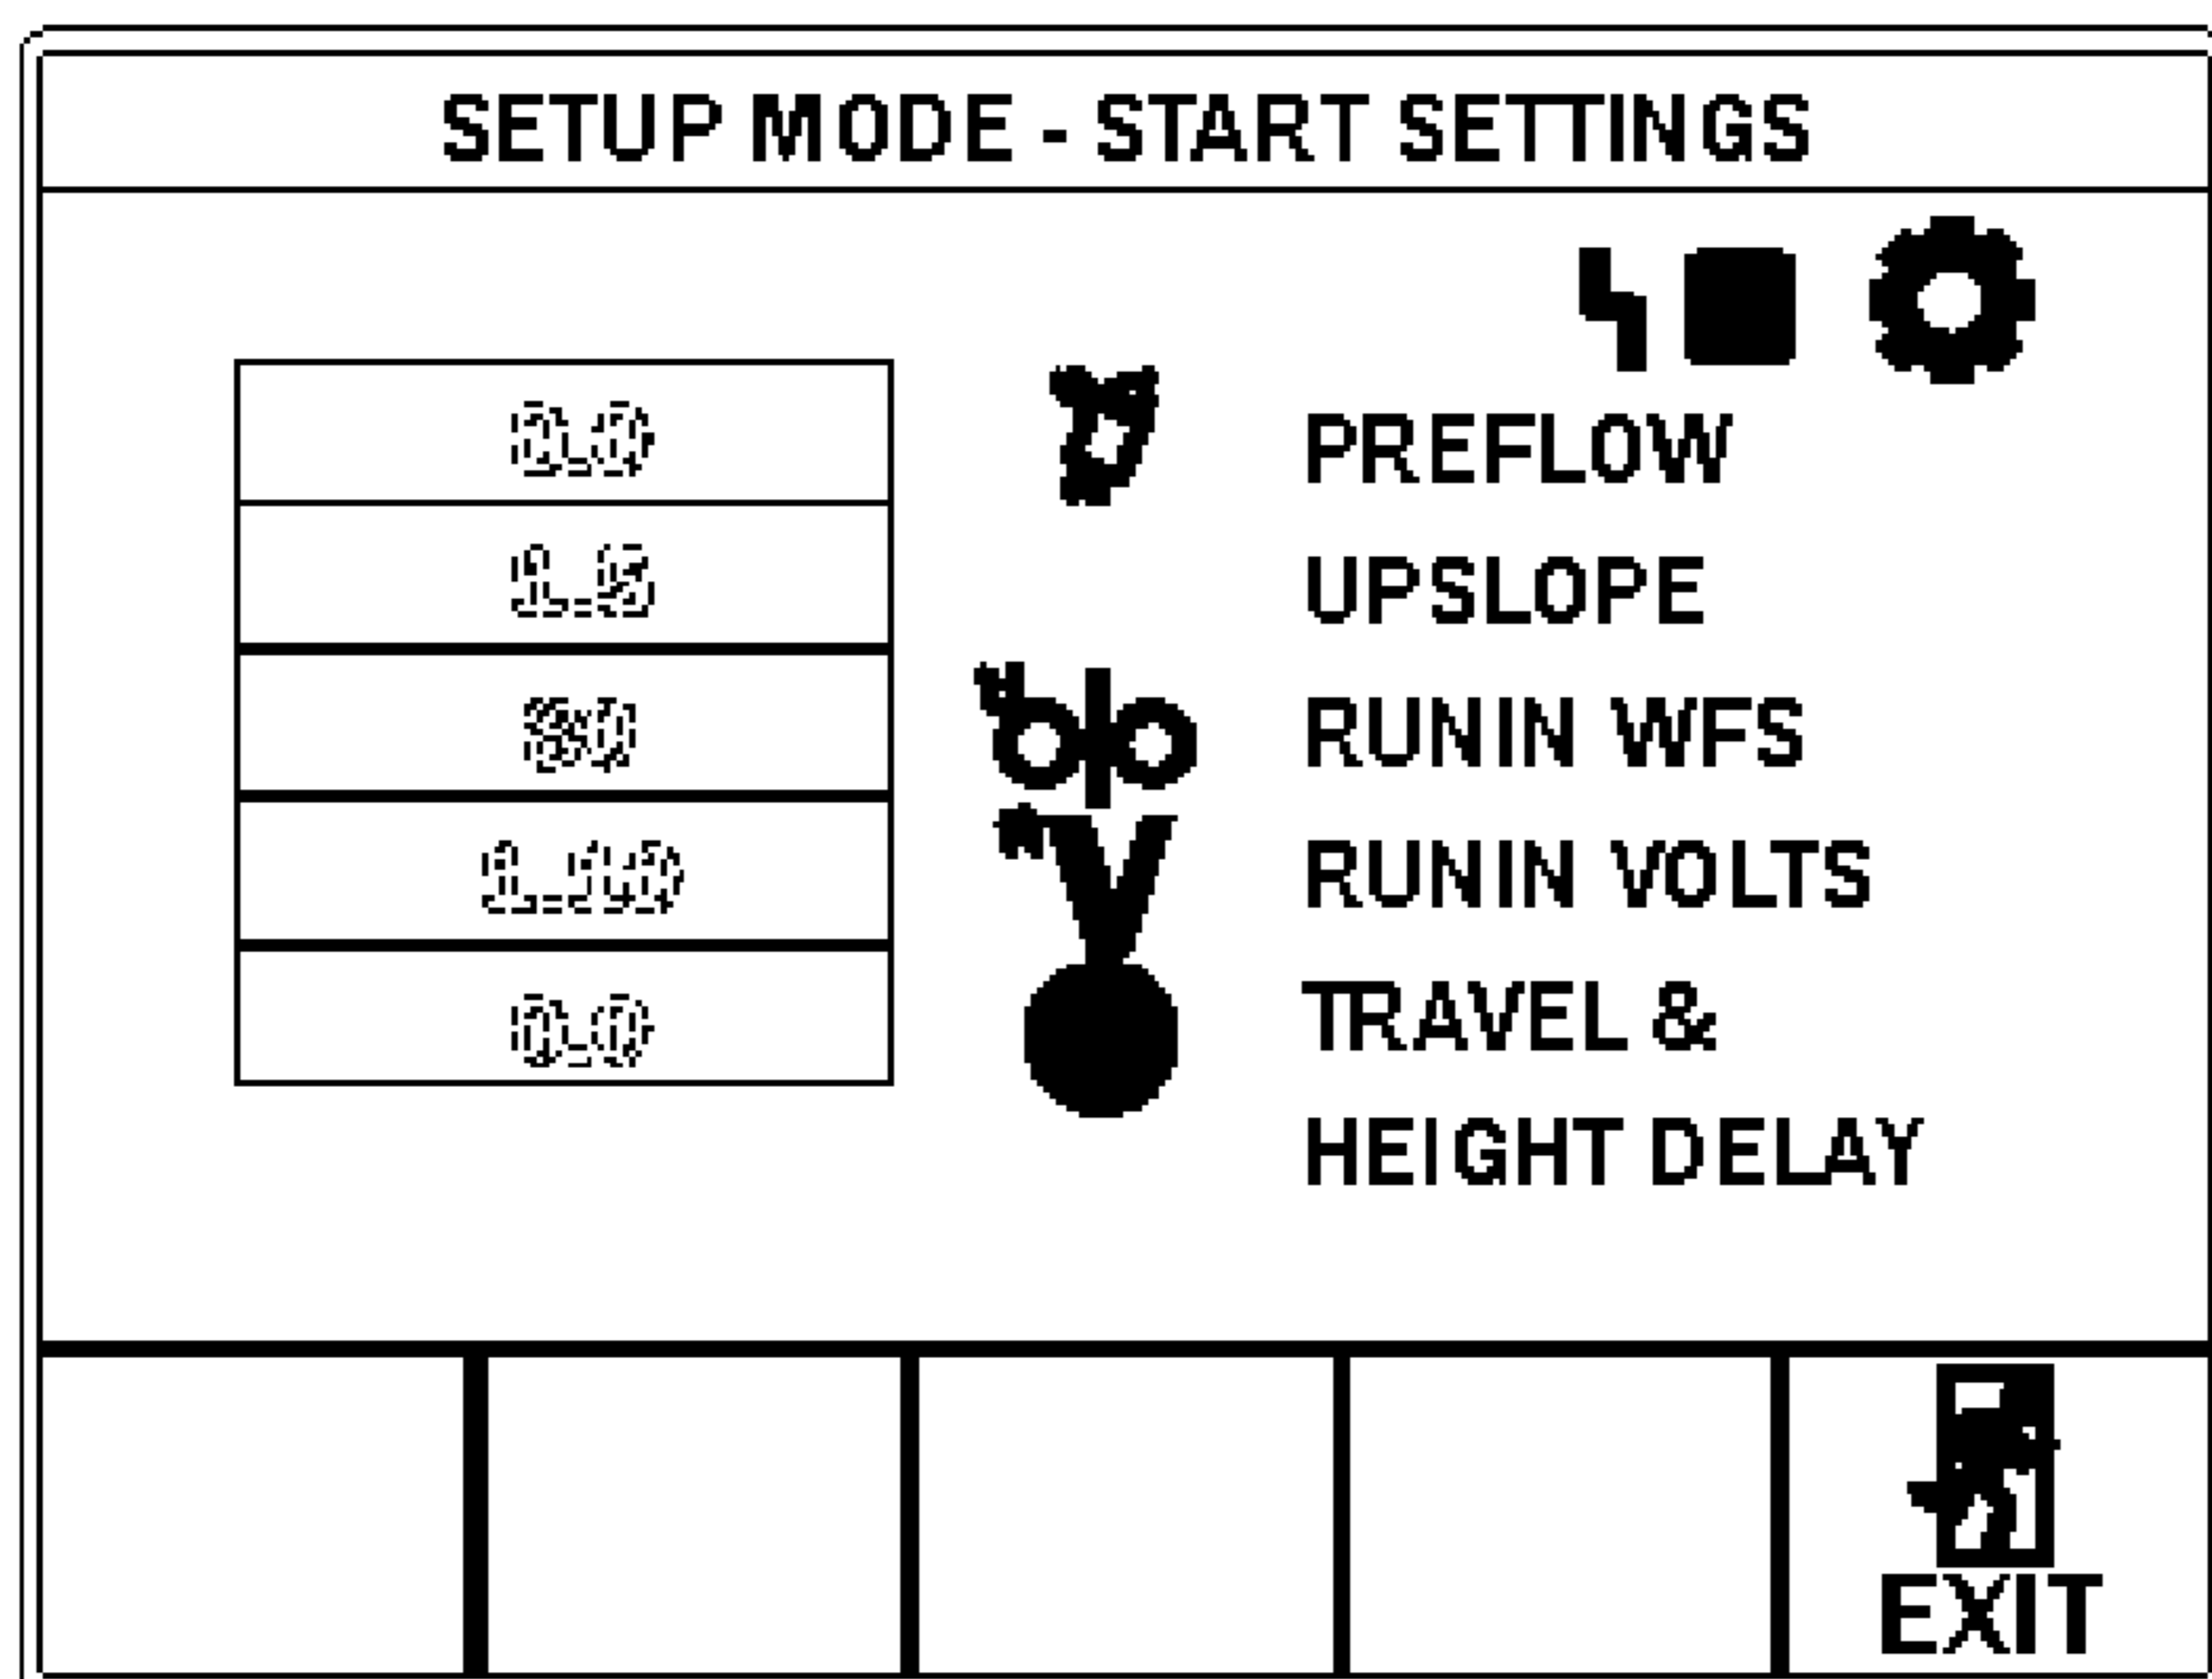 SETUP MODE - START SETTINGS
PREFLOW
UPSLOPE
RUNIN WFS
RUNIN VOLTS
TRAVEL &
HEIGHT DELAY
EXIT